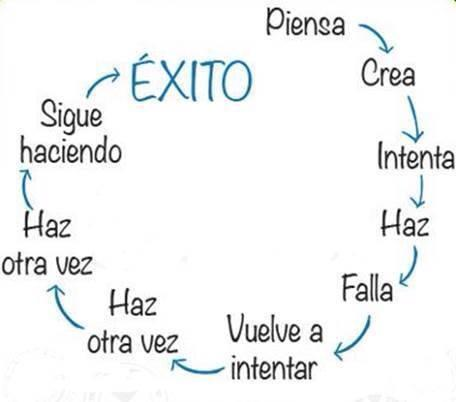 Piensa
Crea
Intenta
Haz
Falla
Vuelve a
intentar
Haz
otra vez
Haz
otra vez
Sigue
haciendo
ÉXITO